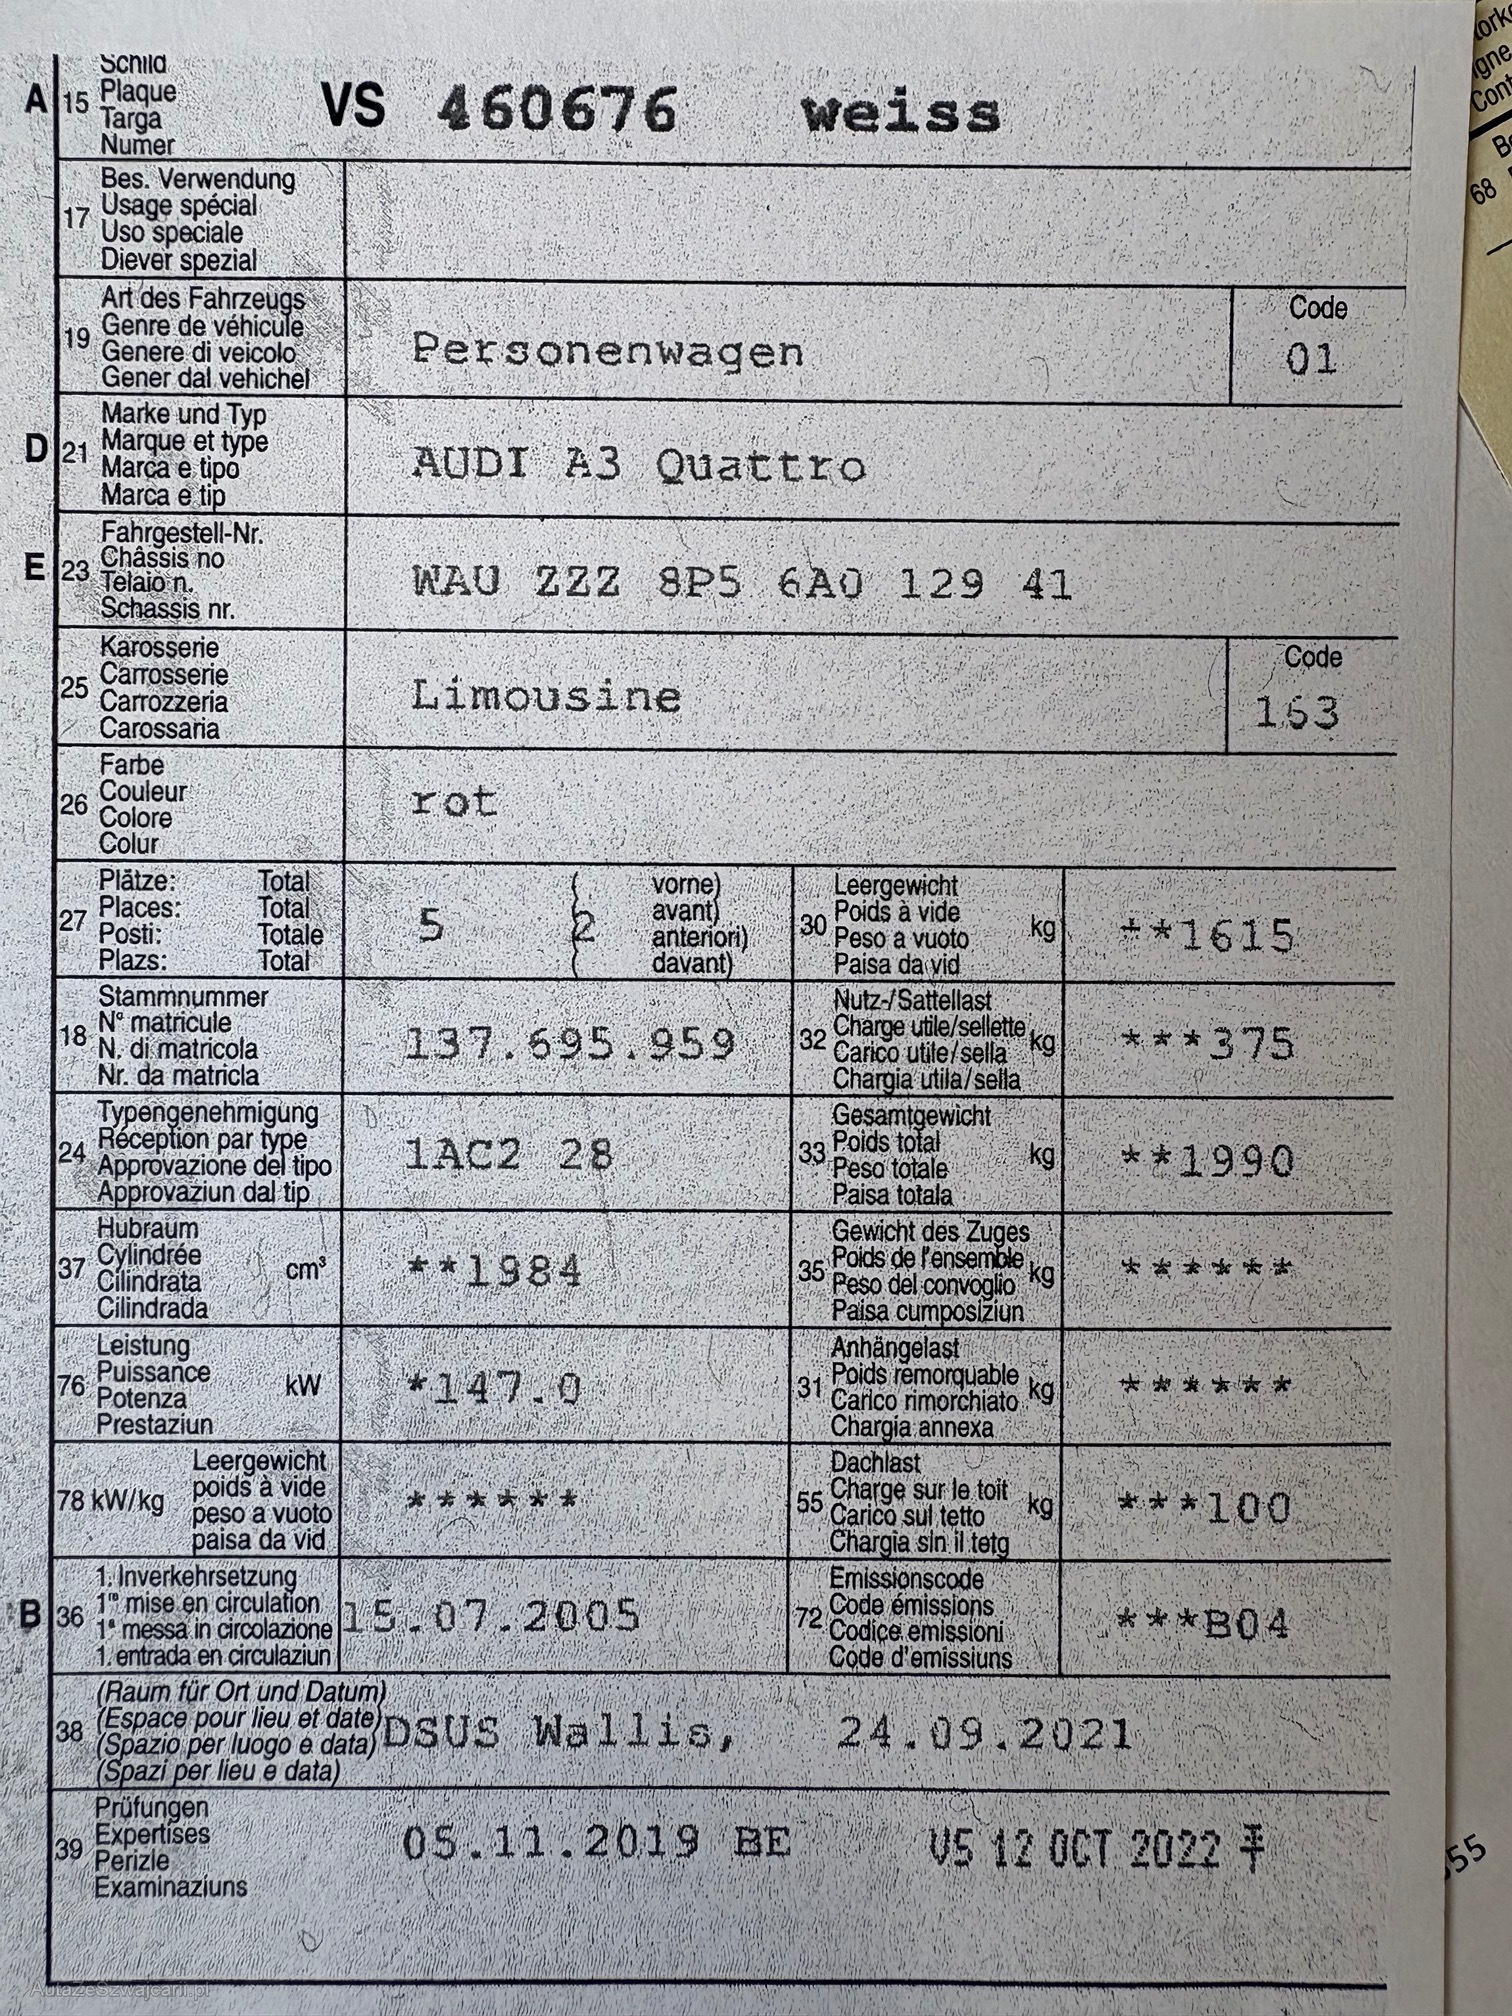 Schild
A 15 Plaque VS 460676 weiss
Targa
Numer
Bes. Verwendung
17 Usage spécial
Uso speciale
Diever spezial
Art des Fahrzeugs Code
19 Genre de véhicule
Genere di veicolo Personenwagen 01
Gener dal vehichel
Marke und Typ
D 21 Marque et type
Marca e tipo AUDI A3 Quattro
Marca e tip
Fahrgestell-Nr.
E 23 Châssis no
Telaio n. WAU ZZZ 8P5 6A0 129 41
Schassis nr.
Karosserie Code
25 Carrosserie
Carrozzeria Limousine 163
Carossaria
Farbe
26 Couleur rot
Colore
Colur
Plätze: Total vorne)
27 Places: Total 5 2 avant)
Posti: Totale anteriori)
Plazs: Total davant)
Leergewicht
30 Poids à vide kg **1615
Peso a vuoto
Paisa da vid
Stammnummer
18 N° matricule 137.695.959
N. di matricola
Nr. da matricla
Nutz-/Sattellast
32 Charge utile/sellette kg ***375
Carico utile/sella
Chargia utila/sella
Typengenehmigung
24 Réception par type 1AC2 28
Approvazione del tipo
Approvaziun dal tip
Gesamtgewicht
33 Poids total kg **1990
Peso totale
Paisa totala
Hubraum
37 Cylindrée cm³ **1984
Cilindrata
Cilindrada
Gewicht des Zuges
35 Poids de l'ensemble kg ******
Peso del convoglio
Paisa cumposiziun
Leistung
76 Puissance kW *147.0
Potenza
Prestaziun
Anhängelast
31 Poids remorquable kg ******
Carico rimorchiato
Chargia annexa
Leergewicht
78 kW/kg poids à vide ******
peso a vuoto
paisa da vid
Dachlast
55 Charge sur le toit kg ***100
Carico sul tetto
Chargia sin il tetg
1. Inverkehrsetzung
B 36 1re mise en circulation 15.07.2005
1a messa in circolazione
1. entrada en circulaziun
Emissionscode
72 Code émissions ***B04
Codice emissioni
Code d'emissiuns
(Raum für Ort und Datum)
38 (Espace pour lieu et date) DSUS Wallis, 24.09.2021
(Spazio per luogo e data)
(Spazi per lieu e data)
Prüfungen
39 Expertises 05.11.2019 BE VS 12 OCT 2022
Perizie
Examinaziuns
68
55
AutaZeSzwajcarii.pl